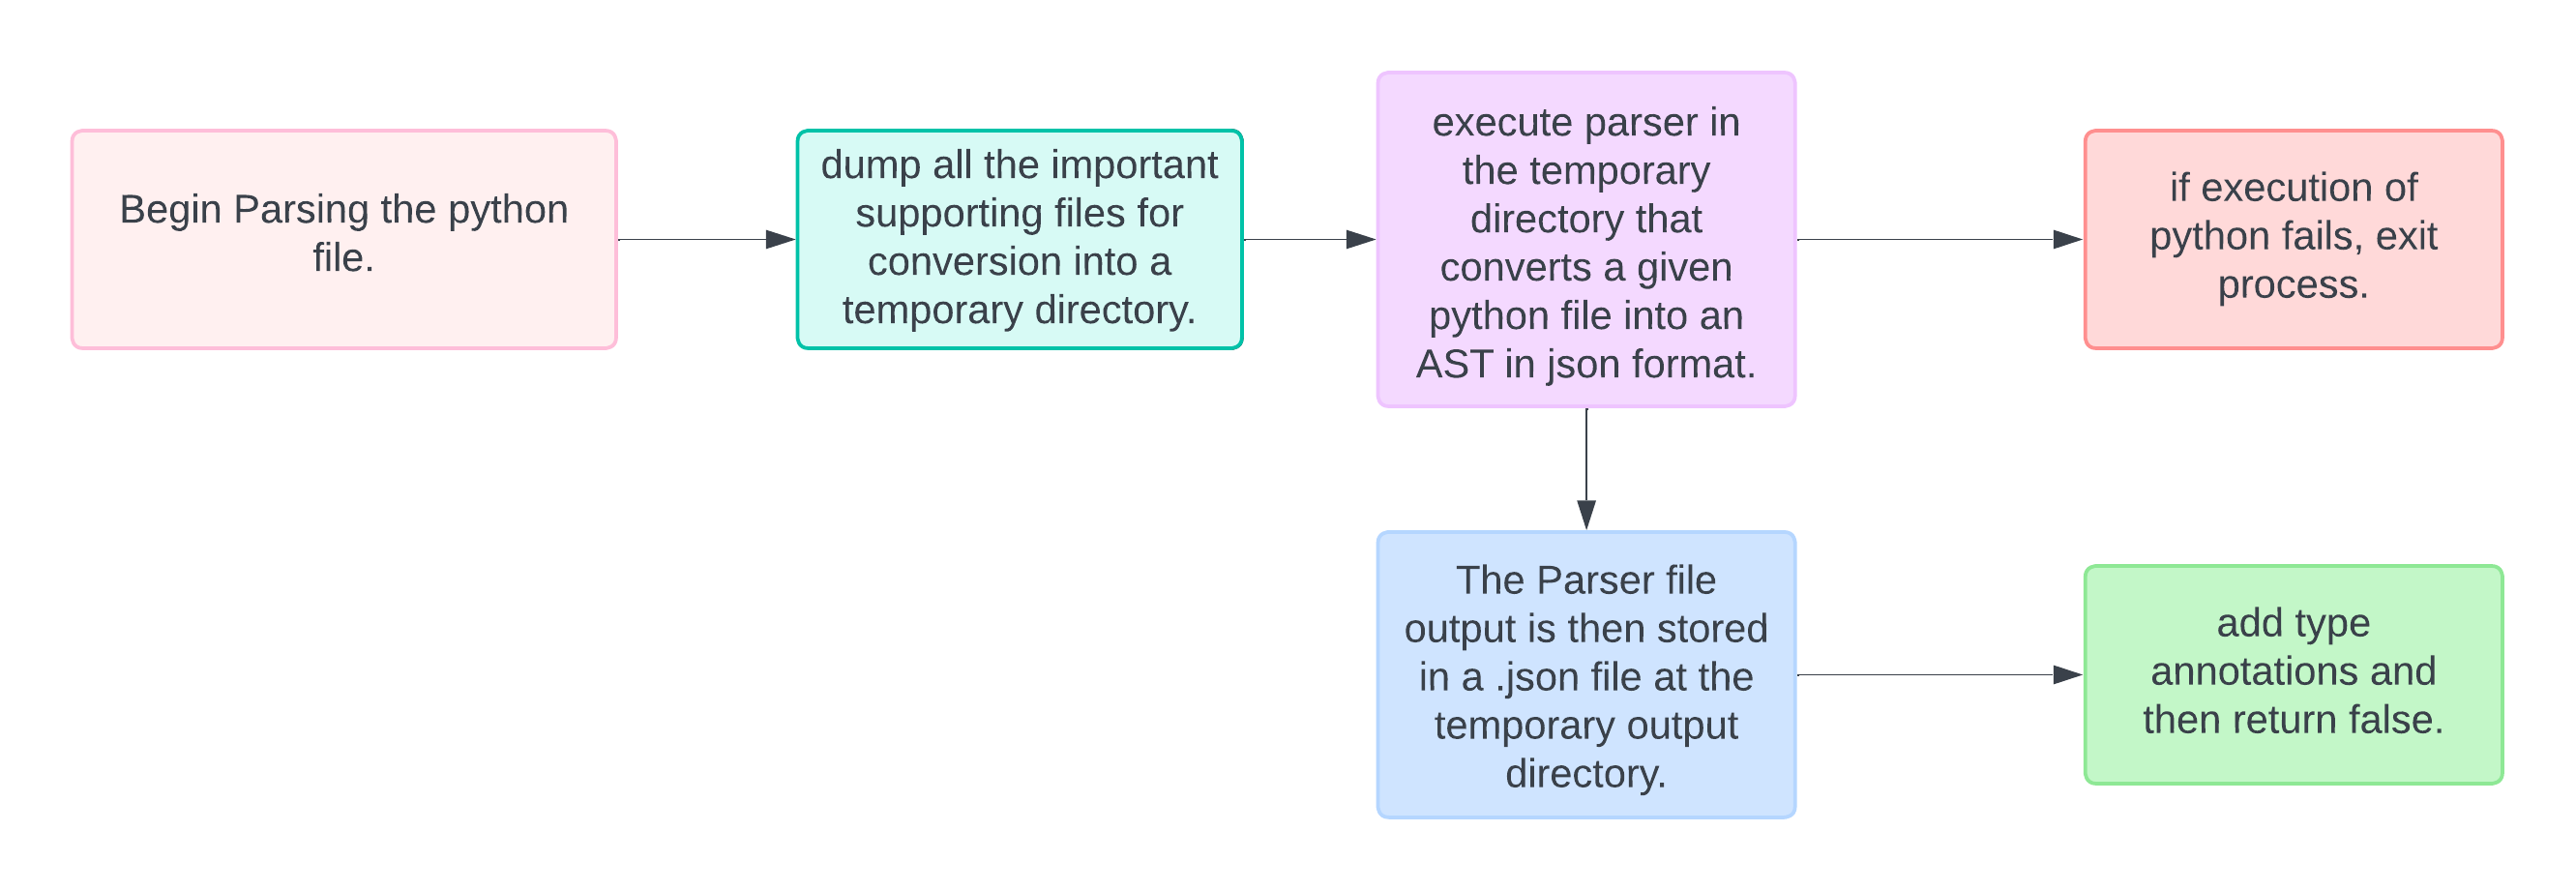 Begin Parsing the python
file.
dump all the important
supporting files for
conversion into a
temporary directory.
execute parser in
the temporary
directory that
converts a given
python file into an
AST in json format.
if execution of
python fails, exit
process.
The Parser file
output is then stored
in a .json file at the
temporary output
directory.
add type
annotations and
then return false.